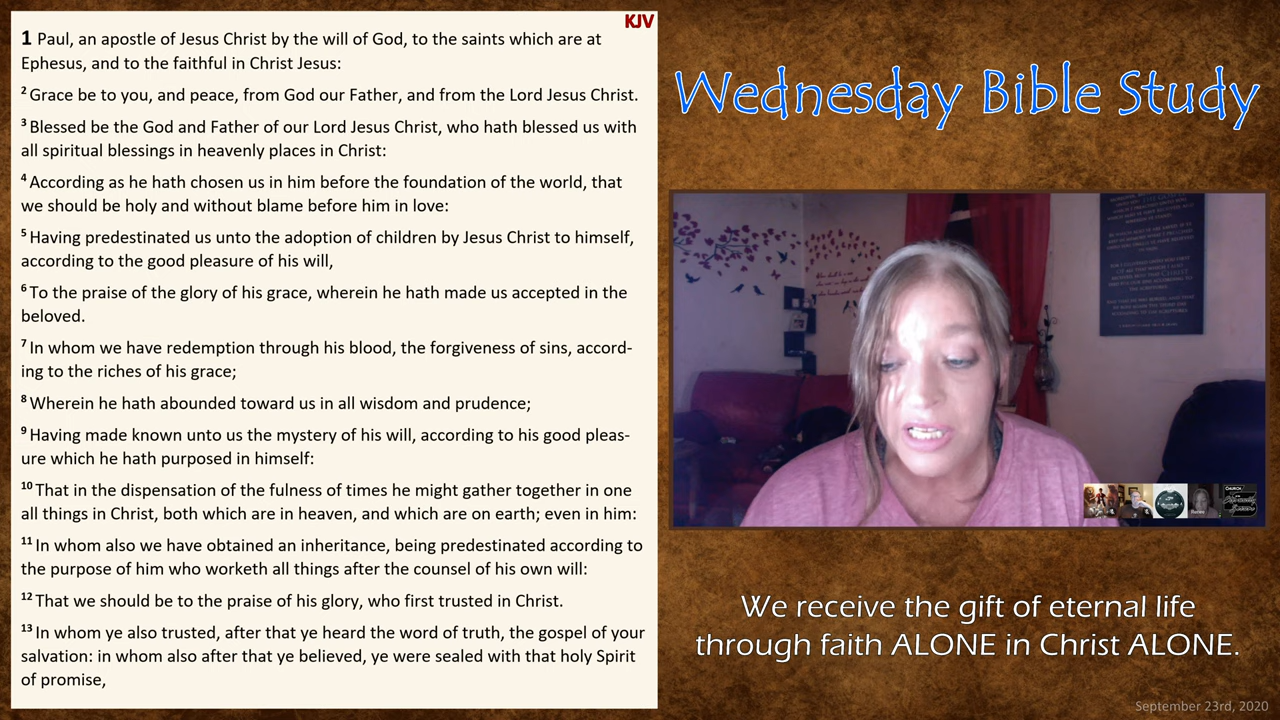 KJV
1 Paul, an apostle of Jesus Christ by the will of God, to the saints which are at
Ephesus, and to the faithful in Christ Jesus:
2 Grace be to you, and peace, from God our Father, and from the Lord Jesus Christ.
3 Blessed be the God and Father of our Lord Jesus Christ, who hath blessed us with
all spiritual blessings in heavenly places in Christ:
4 According as he hath chosen us in him before the foundation of the world, that
we should be holy and without blame before him in love:
5 Having predestinated us unto the adoption of children by Jesus Christ to himself,
according to the good pleasure of his will,
6 To the praise of the glory of his grace, wherein he hath made us accepted in the
beloved.
7 In whom we have redemption through his blood, the forgiveness of sins, accord-
ing to the riches of his grace;
8 Wherein he hath abounded toward us in all wisdom and prudence;
9 Having made known unto us the mystery of his will, according to his good pleas-
ure which he hath purposed in himself:
10 That in the dispensation of the fulness of times he might gather together in one
all things in Christ, both which are in heaven, and which are on earth; even in him:
11 In whom also we have obtained an inheritance, being predestinated according to
the purpose of him who worketh all things after the counsel of his own will:
12 That we should be to the praise of his glory, who first trusted in Christ.
13 In whom ye also trusted, after that ye heard the word of truth, the gospel of your
salvation: in whom also after that ye believed, ye were sealed with that holy Spirit
of promise,
Wednesday Bible Study
Renee
CHURCH
We receive the gift of eternal life
through faith ALONE in Christ ALONE.
September 23rd, 2020